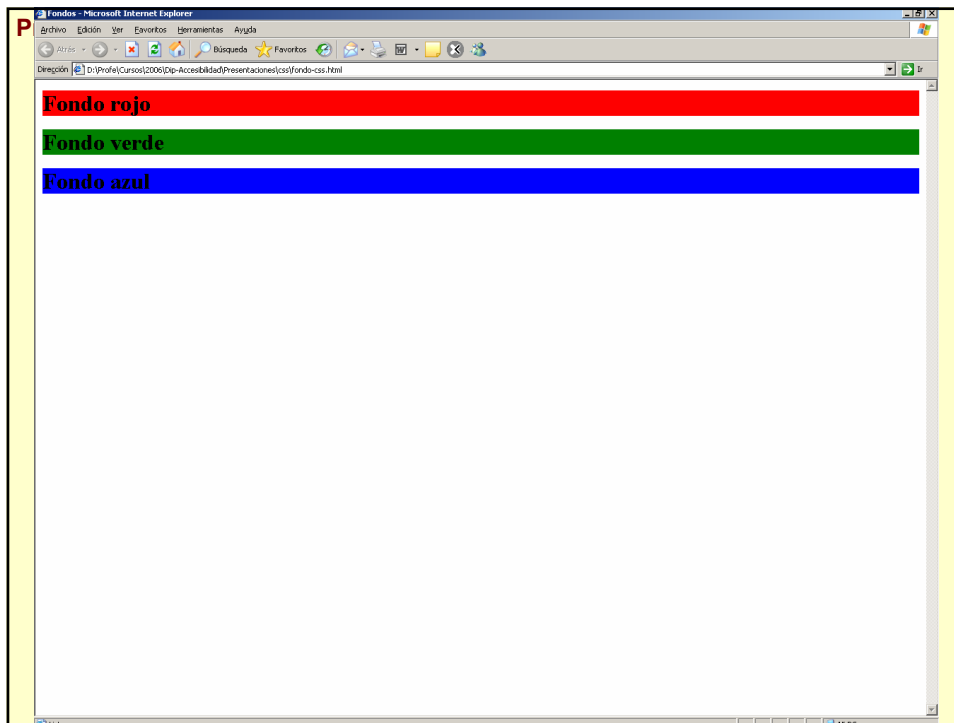 P
Fondos - Microsoft Internet Explorer
Archivo Edición Ver Favoritos Herramientas Ayuda
Atrás Búsqueda Favoritos
Dirección D:\Profe\Cursos\2006\Dip-Accesibilidad\Presentaciones\css\fondo-css.html Ir
Fondo rojo
Fondo verde
Fondo azul